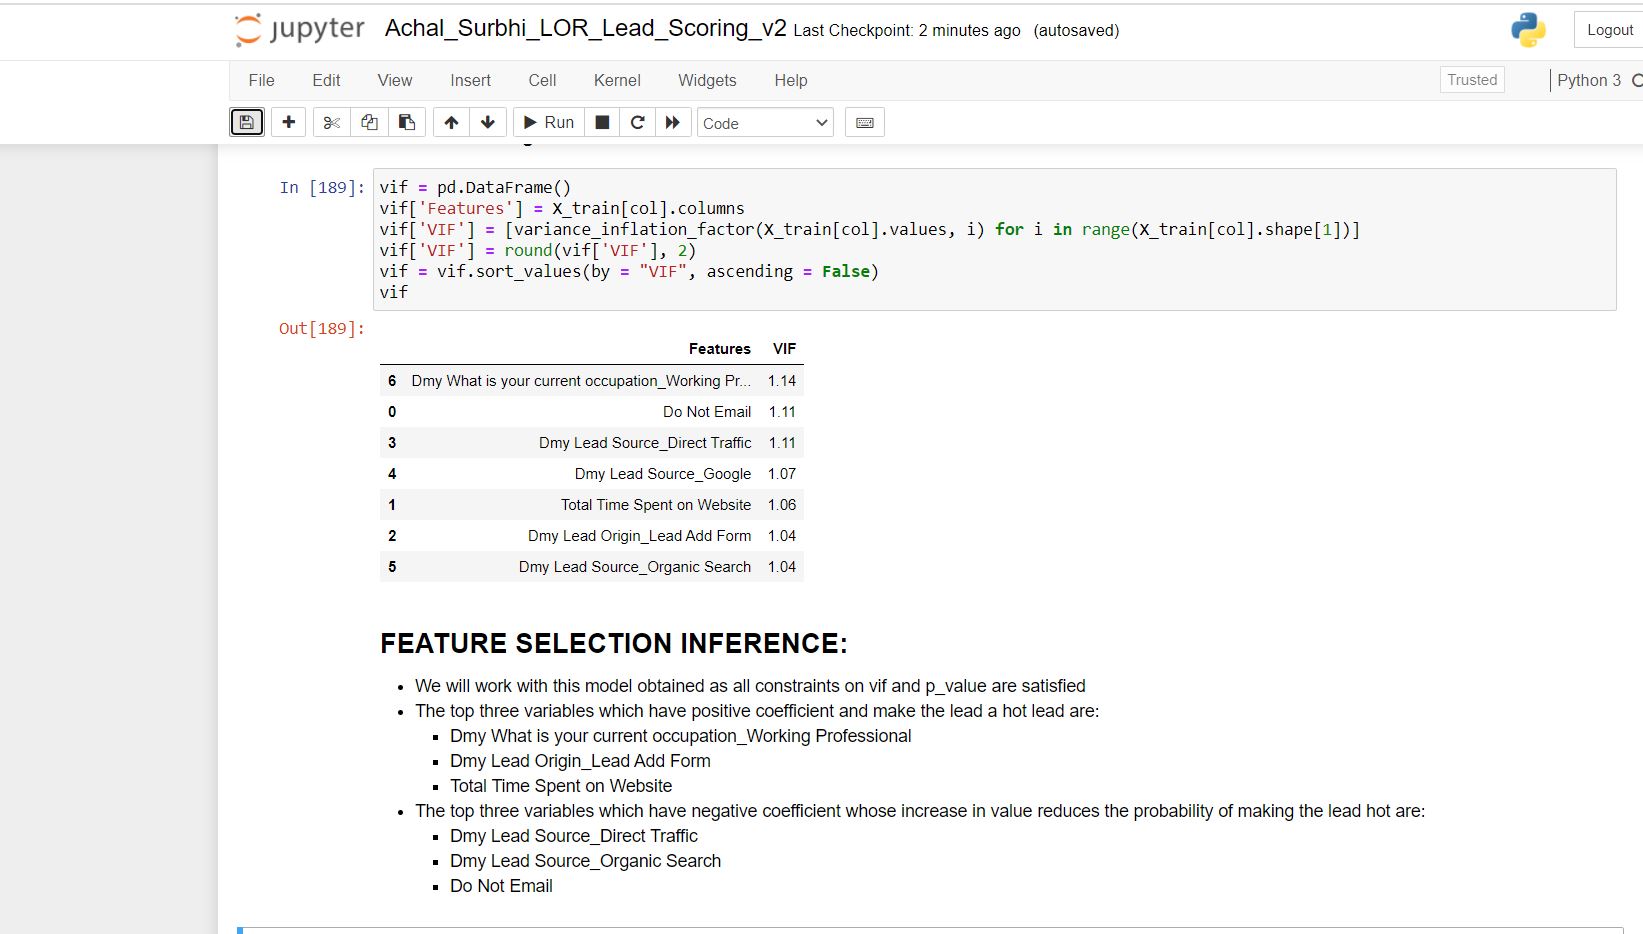 jupyter Achal_Surbhi_LOR_Lead_Scoring_v2 Last Checkpoint: 2 minutes ago (autosaved) Logout
File Edit View Insert Cell Kernel Widgets Help Trusted Python 3
Run Code
In [189]: vif = pd.DataFrame()
vif['Features'] = X_train[col].columns
vif['VIF'] = [variance_inflation_factor(X_train[col].values, i) for i in range(X_train[col].shape[1])]
vif['VIF'] = round(vif['VIF'], 2)
vif = vif.sort_values(by = "VIF", ascending = False)
vif
Out[189]:
Features VIF
6 Dmy What is your current occupation_Working Pr... 1.14
0 Do Not Email 1.11
3 Dmy Lead Source_Direct Traffic 1.11
4 Dmy Lead Source_Google 1.07
1 Total Time Spent on Website 1.06
2 Dmy Lead Origin_Lead Add Form 1.04
5 Dmy Lead Source_Organic Search 1.04
FEATURE SELECTION INFERENCE:
• We will work with this model obtained as all constraints on vif and p_value are satisfied
• The top three variables which have positive coefficient and make the lead a hot lead are:
▪ Dmy What is your current occupation_Working Professional
▪ Dmy Lead Origin_Lead Add Form
▪ Total Time Spent on Website
• The top three variables which have negative coefficient whose increase in value reduces the probability of making the lead hot are:
▪ Dmy Lead Source_Direct Traffic
▪ Dmy Lead Source_Organic Search
▪ Do Not Email